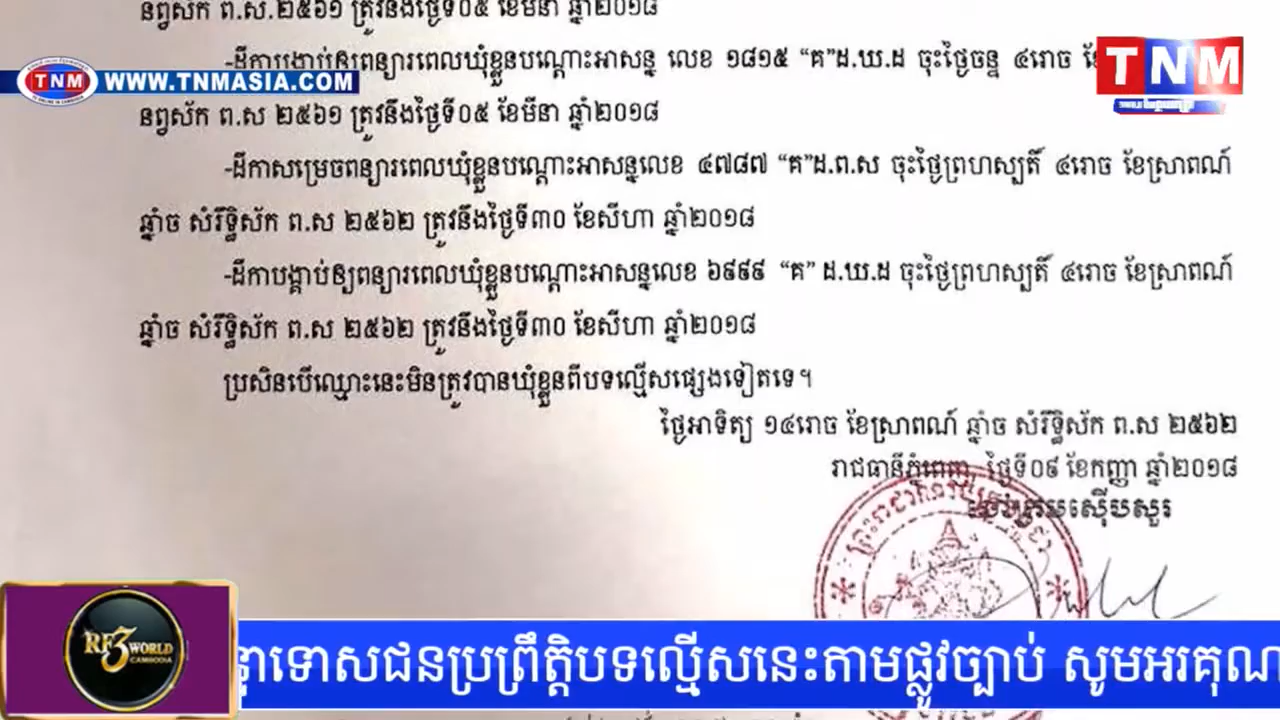 នព្វស័ក ព.ស.២៥៦១ ត្រូវនឹងថ្ងៃទី០៥ ខែមីនា ឆ្នាំ២០១៨
-ដីកាបង្គាប់ឲ្យពន្យារពេលឃុំខ្លួនបណ្តោះអាសន្ន លេខ ១៨១៥ “គ”ដ.ឃ.ដ ចុះថ្ងៃចន្ទ ៤រោច
WWW.TNMASIA.COM
TNM
TNM
នព្វស័ក ព.ស ២៥៦១ ត្រូវនឹងថ្ងៃទី០៥ ខែមីនា ឆ្នាំ២០១៨
-ដីកាសម្រេចពន្យារពេលឃុំខ្លួនបណ្តោះអាសន្នលេខ ៤៧៨៧ “គ”ដ.ព.ស ចុះថ្ងៃព្រហស្បតិ៍ ៤រោច ខែស្រាពណ៍
ឆ្នាំច សំរឹទ្ធិស័ក ព.ស ២៥៦២ ត្រូវនឹងថ្ងៃទី៣០ ខែសីហា ឆ្នាំ២០១៨
-ដីកាបង្គាប់ឲ្យពន្យារពេលឃុំខ្លួនបណ្តោះអាសន្នលេខ ៦៩៩៩ “គ” ដ.ឃ.ដ ចុះថ្ងៃព្រហស្បតិ៍ ៤រោច ខែស្រាពណ៍
ឆ្នាំច សំរឹទ្ធិស័ក ព.ស ២៥៦២ ត្រូវនឹងថ្ងៃទី៣០ ខែសីហា ឆ្នាំ២០១៨
ប្រសិនបើឈ្មោះនេះមិនត្រូវបានឃុំខ្លួនពីបទល្មើសផ្សេងទៀតទេ។
ថ្ងៃអាទិត្យ ១៤រោច ខែស្រាពណ៍ ឆ្នាំច សំរឹទ្ធិស័ក ព.ស ២៥៦២
រាជធានីភ្នំពេញ, ថ្ងៃទី០៩ ខែកញ្ញា ឆ្នាំ២០១៨
ចៅក្រមស៊ើបសួរ
RF3 WORLD
CAMBODIA
ទោសជនប្រព្រឹត្តិបទល្មើសនេះតាមផ្លូវច្បាប់ សូមអរគុណ